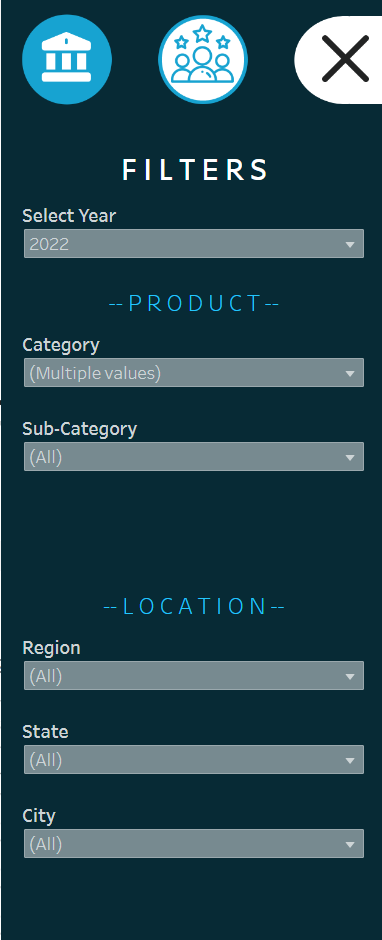 FILTERS
Select Year
2022
--PRODUCT--
Category
(Multiple values)
Sub-Category
(All)
--LOCATION--
Region
(All)
State
(All)
City
(All)